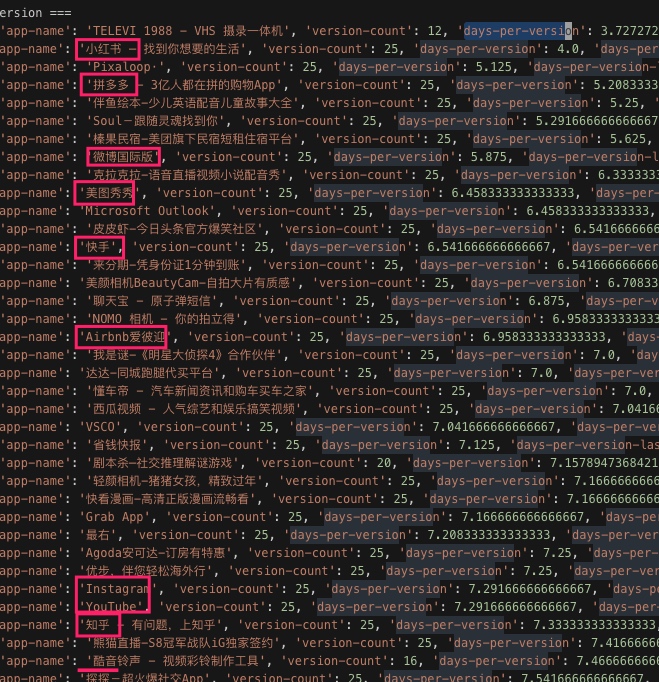 ersion ===
app-name': 'TELEVI 1988 – VHS 摄录一体机', 'version-count': 12, 'days-per-version': 3.727272
app-name': '小红书 – 找到你想要的生活', 'version-count': 25, 'days-per-version': 4.0, 'days-per
app-name': 'Pixaloop·', 'version-count': 25, 'days-per-version': 5.125, 'days-per-version-
app-name': '拼多多 - 3亿人都在拼的购物App', 'version-count': 25, 'days-per-version': 5.2083333
app-name': '伴鱼绘本-少儿英语配音儿童故事大全', 'version-count': 25, 'days-per-version': 5.25,
app-name': 'Soul－跟随灵魂找到你', 'version-count': 25, 'days-per-version': 5.291666666666667
app-name': '榛果民宿-美团旗下民宿短租住宿平台', 'version-count': 25, 'days-per-version': 5.625,
app-name': '微博国际版', 'version-count': 25, 'days-per-version': 5.875, 'days-per-version-l
app-name': '克拉克拉-语音直播视频小说配音秀', 'version-count': 25, 'days-per-version': 6.3333333
app-name': '美图秀秀', 'version-count': 25, 'days-per-version': 6.458333333333333, 'days-per
app-name': 'Microsoft Outlook', 'version-count': 25, 'days-per-version': 6.458333333333333,
app-name': '皮皮虾-今日头条官方爆笑社区', 'version-count': 25, 'days-per-version': 6.54166666
app-name': '快手', 'version-count': 25, 'days-per-version': 6.541666666666667, 'days-per-ve
app-name': '来分期-凭身份证1分钟到账', 'version-count': 25, 'days-per-version': 6.541666666
app-name': '美颜相机BeautyCam-自拍大片有质感', 'version-count': 25, 'days-per-version': 6.70833
app-name': '聊天宝 – 原子弹短信', 'version-count': 25, 'days-per-version': 6.875, 'days-per-
app-name': 'NOMO 相机 – 你的拍立得', 'version-count': 25, 'days-per-version': 6.9583333333333
app-name': 'Airbnb爱彼迎', 'version-count': 25, 'days-per-version': 6.958333333333333, 'days
app-name': '我是谜-《明星大侦探4》合作伙伴', 'version-count': 25, 'days-per-version': 7.0,
app-name': '达达-同城跑腿代买平台', 'version-count': 25, 'days-per-version': 7.0, 'days-per-
app-name': '懂车帝 – 汽车新闻资讯和购车买车之家', 'version-count': 25, 'days-per-version': 7.0,
app-name': '西瓜视频 – 人气综艺和娱乐搞笑视频', 'version-count': 25, 'days-per-version': 7.0416
app-name': 'VSCO', 'version-count': 25, 'days-per-version': 7.041666666666667, 'days-per-ve
app-name': '省钱快报', 'version-count': 25, 'days-per-version': 7.125, 'days-per-version-las
app-name': '剧本杀—社交推理解谜游戏', 'version-count': 20, 'days-per-version': 7.1578947368421
app-name': '轻颜相机-猪猪女孩，精致过年', 'version-count': 25, 'days-per-version': 7.16666666
app-name': '快看漫画—高清正版漫画流畅看', 'version-count': 25, 'days-per-version': 7.16666666
app-name': 'Grab App', 'version-count': 25, 'days-per-version': 7.166666666666667, 'days-pe
app-name': '最右', 'version-count': 25, 'days-per-version': 7.208333333333333, 'days-per-ve
app-name': 'Agoda安可达-订房有特惠', 'version-count': 25, 'days-per-version': 7.25, 'days-per
app-name': '优步，伴您轻松海外行', 'version-count': 25, 'days-per-version': 7.25, 'days-per-v
app-name': 'Instagram', 'version-count': 25, 'days-per-version': 7.291666666666667, 'days-p
app-name': 'YouTube', 'version-count': 25, 'days-per-version': 7.291666666666667, 'days-per
app-name': '知乎 – 有问题，上知乎', 'version-count': 25, 'days-per-version': 7.333333333333333,
app-name': '熊猫直播-S8冠军战队iG独家签约', 'version-count': 25, 'days-per-version': 7.4166666
app-name': '酷音铃声 – 视频彩铃制作工具', 'version-count': 16, 'days-per-version': 7.46666666
app-name': '探探－超火爆社交App', 'version-count': 25, 'days-per-version': 7.541666666666667,